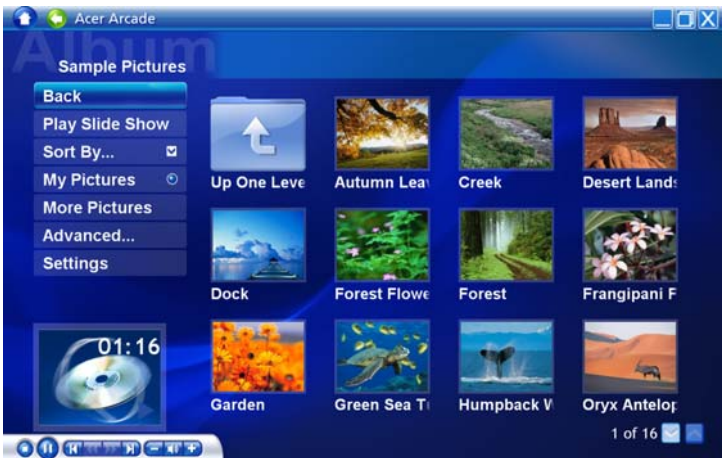 Acer Arcade
Album
Sample Pictures
Back
Play Slide Show
Sort By...
My Pictures
More Pictures
Advanced...
Settings
Up One Leve
Autumn Lea
Creek
Desert Lands
Dock
Forest Flowe
Forest
Frangipani F
Garden
Green Sea T
Humpback W
Oryx Antelop
01:16
1 of 16